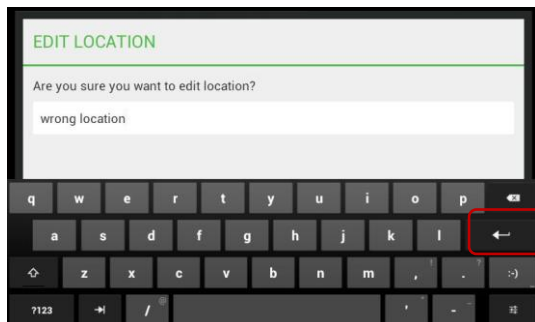 EDIT LOCATION
Are you sure you want to edit location?
wrong location
q w e r t y u i o p
a s d f g h j k l
z x c v b n m , ! . ? :-)
?123 / @ ' " - _